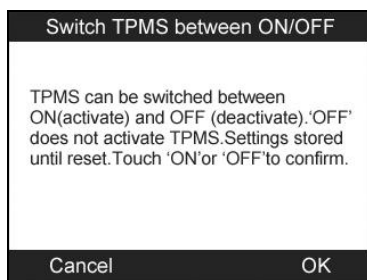 Switch TPMS between ON/OFF
TPMS can be switched between
ON(activate) and OFF (deactivate).‘OFF’
does not activate TPMS.Settings stored
until reset.Touch ‘ON’or ‘OFF’to confirm.
Cancel OK